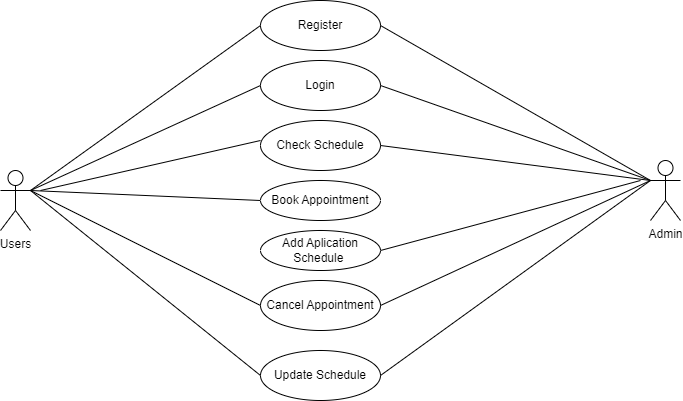 Register
Login
Check Schedule
Book Appointment
Add Aplication
Schedule
Cancel Appointment
Update Schedule
Users
Admin